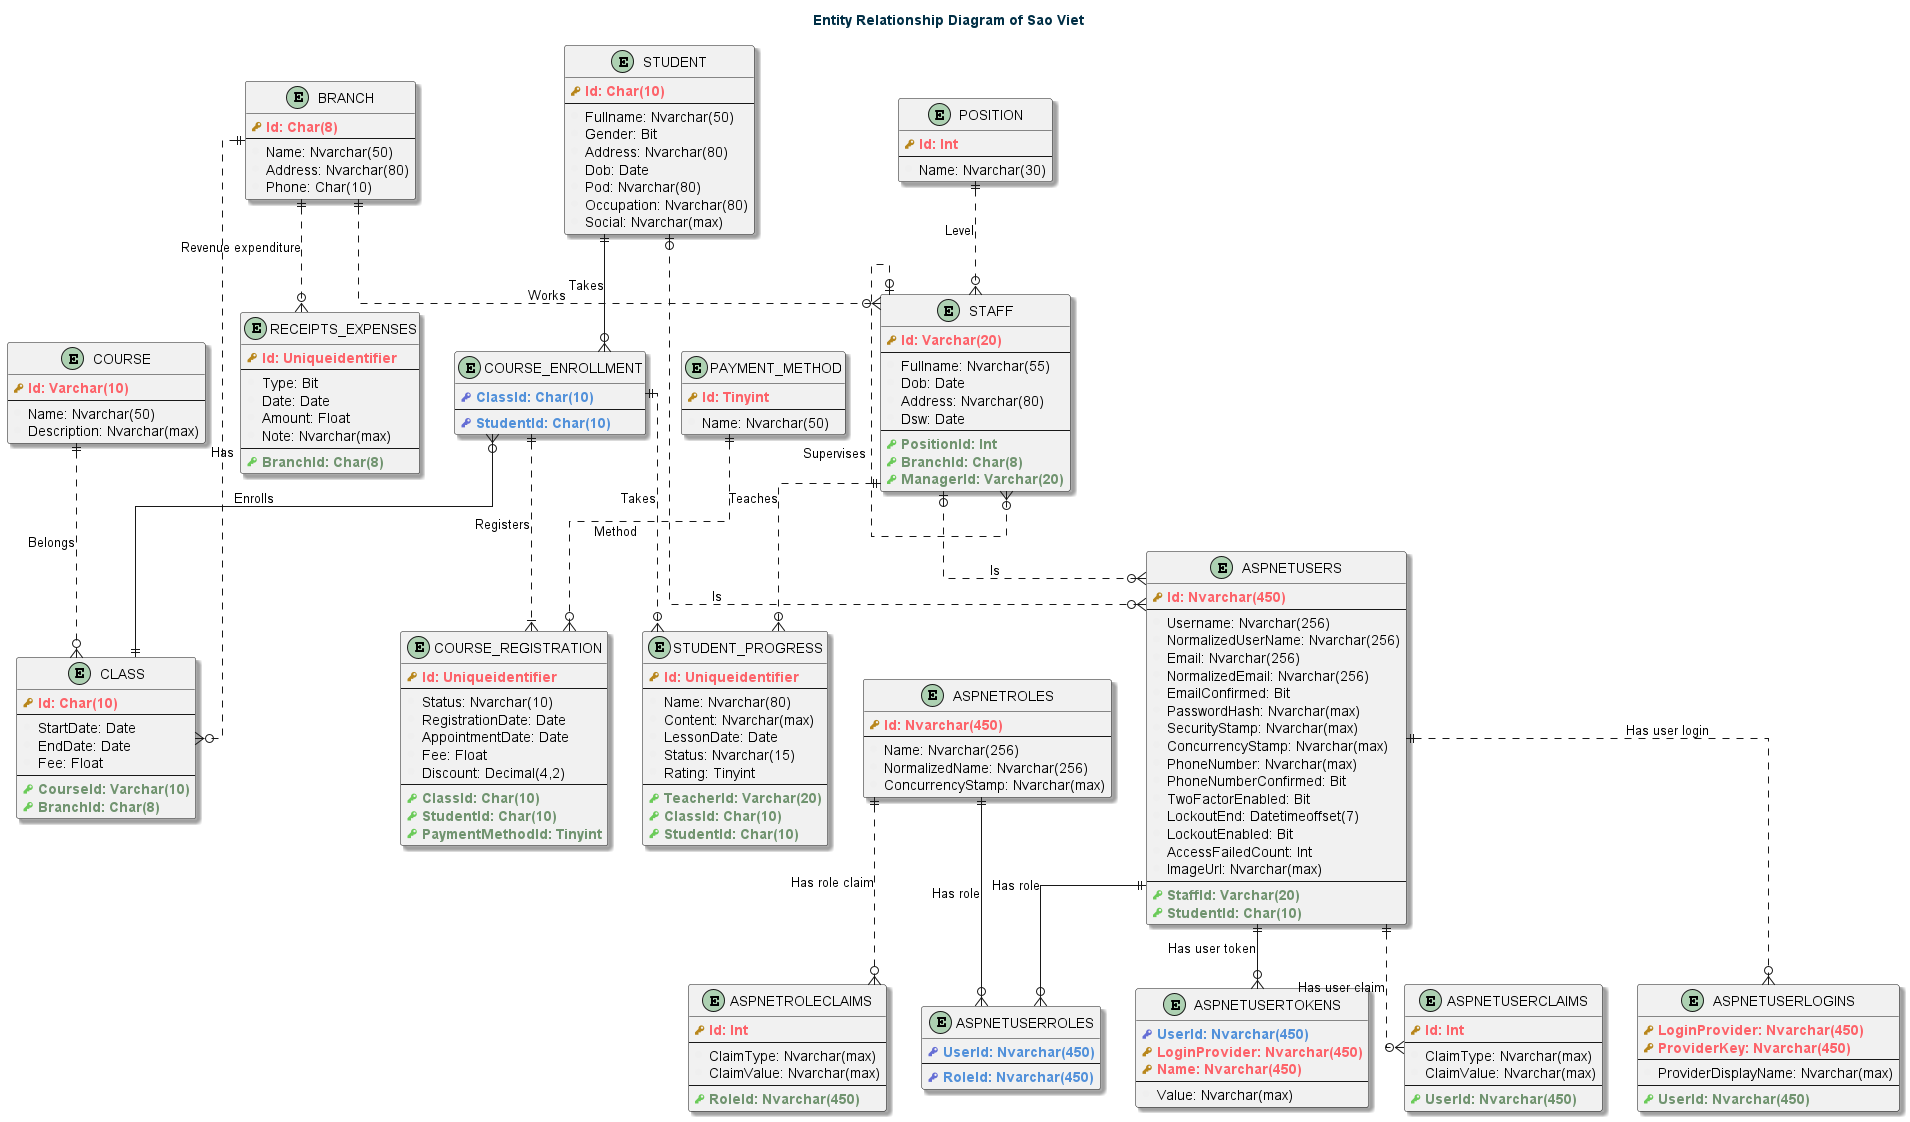 Entity Relationship Diagram of Sao Viet
E STUDENT
Id: Char(10)
Fullname: Nvarchar(50)
Gender: Bit
Address: Nvarchar(80)
Dob: Date
Pod: Nvarchar(80)
Occupation: Nvarchar(80)
Social: Nvarchar(max)
E BRANCH
Id: Char(8)
Name: Nvarchar(50)
Address: Nvarchar(80)
Phone: Char(10)
E POSITION
Id: Int
Name: Nvarchar(30)
Level
Revenue expenditure
Takes
Works
E STAFF
Id: Varchar(20)
Fullname: Nvarchar(55)
Dob: Date
Address: Nvarchar(80)
Dsw: Date
PositionId: Int
BranchId: Char(8)
ManagerId: Varchar(20)
E RECEIPTS_EXPENSES
Id: Uniqueidentifier
Type: Bit
Date: Date
Amount: Float
Note: Nvarchar(max)
BranchId: Char(8)
E COURSE
Id: Varchar(10)
Name: Nvarchar(50)
Description: Nvarchar(max)
E COURSE_ENROLLMENT
ClassId: Char(10)
StudentId: Char(10)
E PAYMENT_METHOD
Id: Tinyint
Name: Nvarchar(50)
Has
Supervises
Enrolls
Takes
Teaches
Registers
Method
Belongs
Is
Is
E ASPNETUSERS
Id: Nvarchar(450)
Username: Nvarchar(256)
NormalizedUserName: Nvarchar(256)
Email: Nvarchar(256)
NormalizedEmail: Nvarchar(256)
EmailConfirmed: Bit
PasswordHash: Nvarchar(max)
SecurityStamp: Nvarchar(max)
ConcurrencyStamp: Nvarchar(max)
PhoneNumber: Nvarchar(max)
PhoneNumberConfirmed: Bit
TwoFactorEnabled: Bit
LockoutEnd: Datetimeoffset(7)
LockoutEnabled: Bit
AccessFailedCount: Int
ImageUrl: Nvarchar(max)
StaffId: Varchar(20)
StudentId: Char(10)
E CLASS
Id: Char(10)
StartDate: Date
EndDate: Date
Fee: Float
CourseId: Varchar(10)
BranchId: Char(8)
E COURSE_REGISTRATION
Id: Uniqueidentifier
Status: Nvarchar(10)
RegistrationDate: Date
AppointmentDate: Date
Fee: Float
Discount: Decimal(4,2)
ClassId: Char(10)
StudentId: Char(10)
PaymentMethodId: Tinyint
E STUDENT_PROGRESS
Id: Uniqueidentifier
Name: Nvarchar(80)
Content: Nvarchar(max)
LessonDate: Date
Status: Nvarchar(15)
Rating: Tinyint
TeacherId: Varchar(20)
ClassId: Char(10)
StudentId: Char(10)
E ASPNETROLES
Id: Nvarchar(450)
Name: Nvarchar(256)
NormalizedName: Nvarchar(256)
ConcurrencyStamp: Nvarchar(max)
Has user login
Has role claim
Has role
Has role
Has user token
Has user claim
E ASPNETROLECLAIMS
Id: Int
ClaimType: Nvarchar(max)
ClaimValue: Nvarchar(max)
RoleId: Nvarchar(450)
E ASPNETUSERROLES
UserId: Nvarchar(450)
RoleId: Nvarchar(450)
E ASPNETUSERTOKENS
UserId: Nvarchar(450)
LoginProvider: Nvarchar(450)
Name: Nvarchar(450)
Value: Nvarchar(max)
E ASPNETUSERCLAIMS
Id: Int
ClaimType: Nvarchar(max)
ClaimValue: Nvarchar(max)
UserId: Nvarchar(450)
E ASPNETUSERLOGINS
LoginProvider: Nvarchar(450)
ProviderKey: Nvarchar(450)
ProviderDisplayName: Nvarchar(max)
UserId: Nvarchar(450)